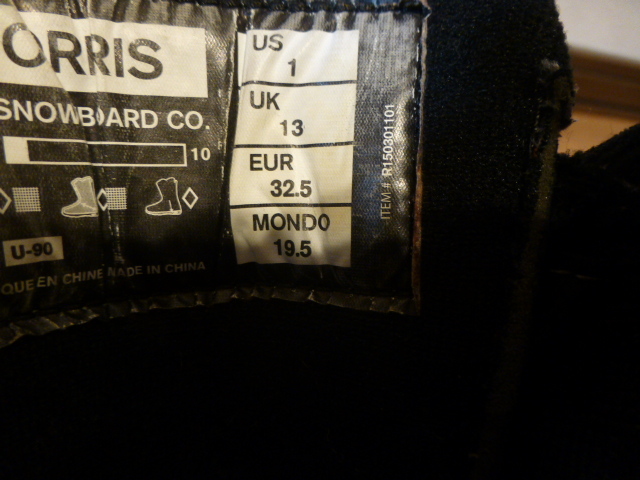 ORRIS
SNOWBOARD CO.
10
U-90
QUE EN CHINE MADE IN CHINA
US
1
UK
13
EUR
32.5
MONDO
19.5
ITEM # R150301101